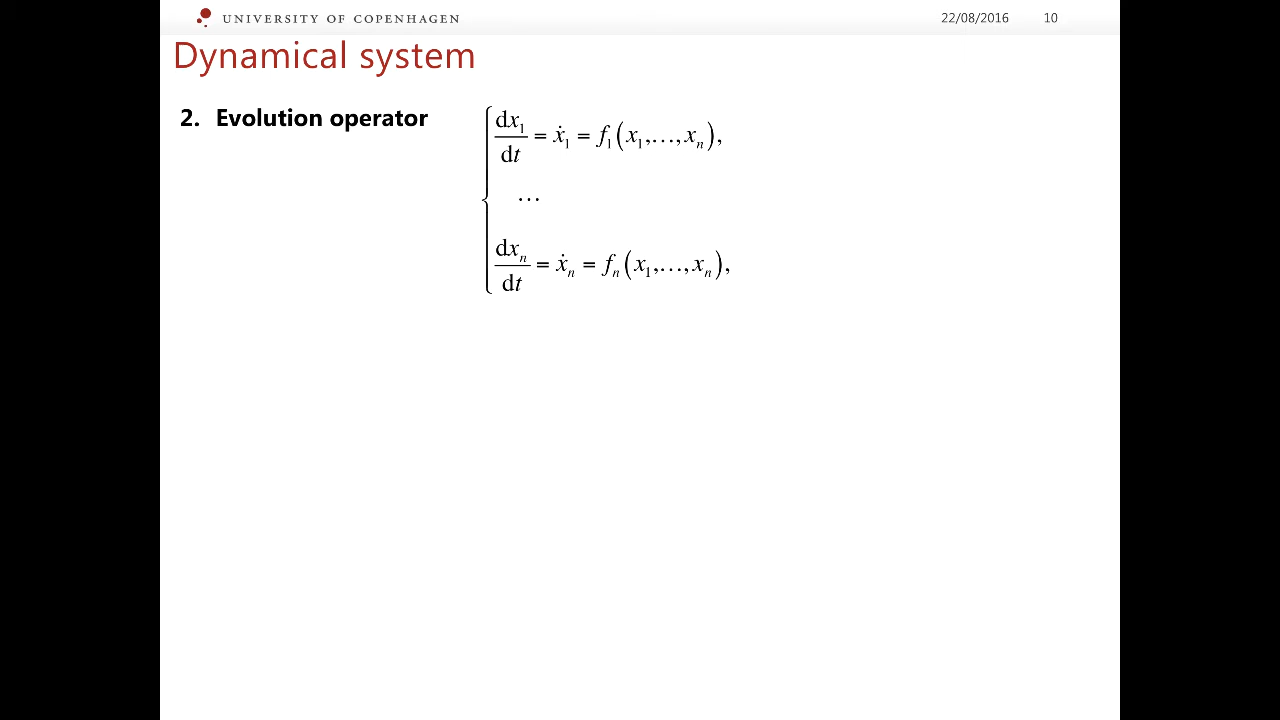 UNIVERSITY OF COPENHAGEN 22/08/2016 10
Dynamical system
2. Evolution operator
dx₁/dt = ẋ₁ = f₁(x₁,…,xₙ),
…
dxₙ/dt = ẋₙ = fₙ(x₁,…,xₙ),